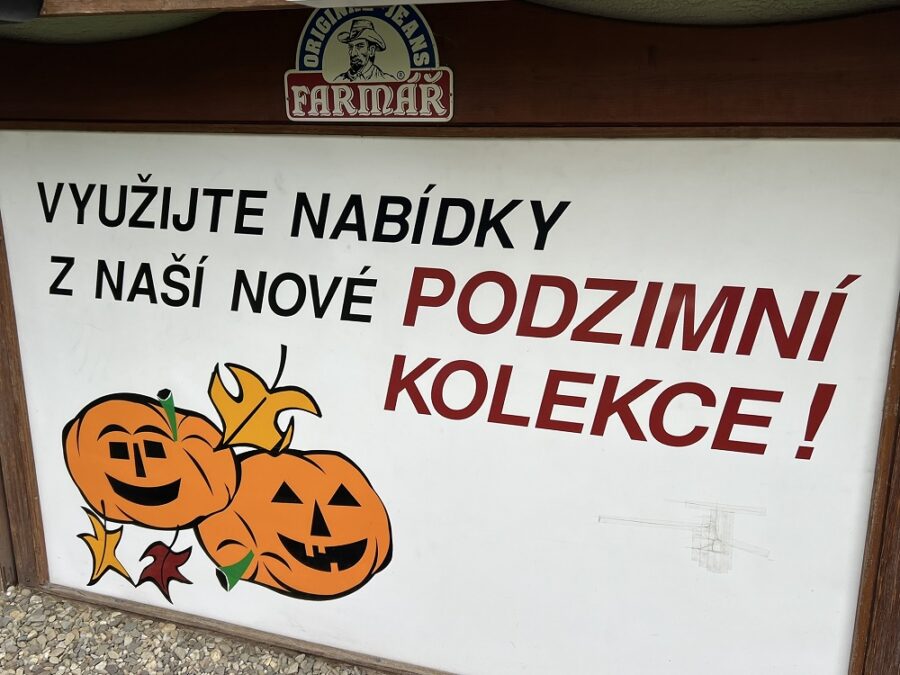 ORIGINAL JEANS
FARMÁŘ
®
VYUŽIJTE NABÍDKY
Z NAŠÍ NOVÉ PODZIMNÍ
KOLEKCE!